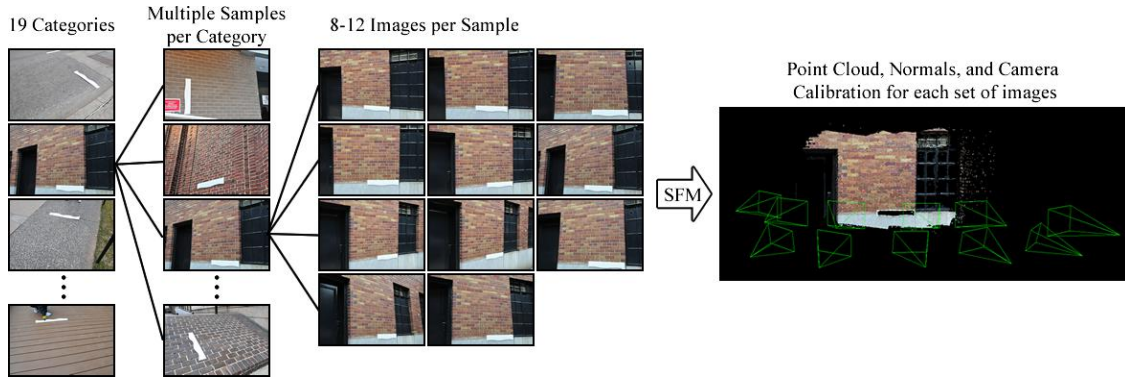 19 Categories
Multiple Samples
per Category
8-12 Images per Sample
Point Cloud, Normals, and Camera
Calibration for each set of images
SFM